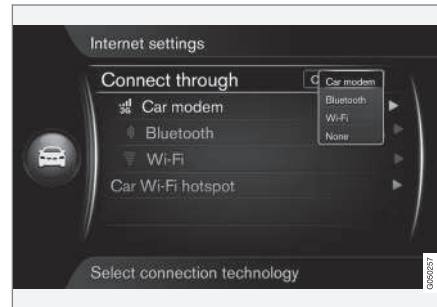 Internet settings
Connect through
C
Car modem
Bluetooth
Wi-Fi
None
3G Car modem
Bluetooth
Wi-Fi
Car Wi-Fi hotspot
Select connection technology
G050257